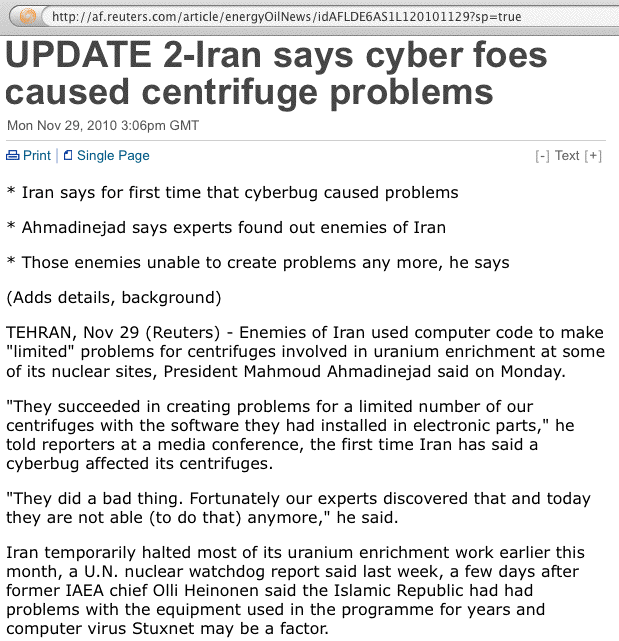 http://af.reuters.com/article/energyOilNews/idAFLDE6AS1L120101129?sp=true
UPDATE 2-Iran says cyber foes
caused centrifuge problems
Mon Nov 29, 2010 3:06pm GMT
Print | Single Page [-] Text [+]
* Iran says for first time that cyberbug caused problems
* Ahmadinejad says experts found out enemies of Iran
* Those enemies unable to create problems any more, he says
(Adds details, background)
TEHRAN, Nov 29 (Reuters) - Enemies of Iran used computer code to make
"limited" problems for centrifuges involved in uranium enrichment at some
of its nuclear sites, President Mahmoud Ahmadinejad said on Monday.
"They succeeded in creating problems for a limited number of our
centrifuges with the software they had installed in electronic parts," he
told reporters at a media conference, the first time Iran has said a
cyberbug affected its centrifuges.
"They did a bad thing. Fortunately our experts discovered that and today
they are not able (to do that) anymore," he said.
Iran temporarily halted most of its uranium enrichment work earlier this
month, a U.N. nuclear watchdog report said last week, a few days after
former IAEA chief Olli Heinonen said the Islamic Republic had had
problems with the equipment used in the programme for years and
computer virus Stuxnet may be a factor.